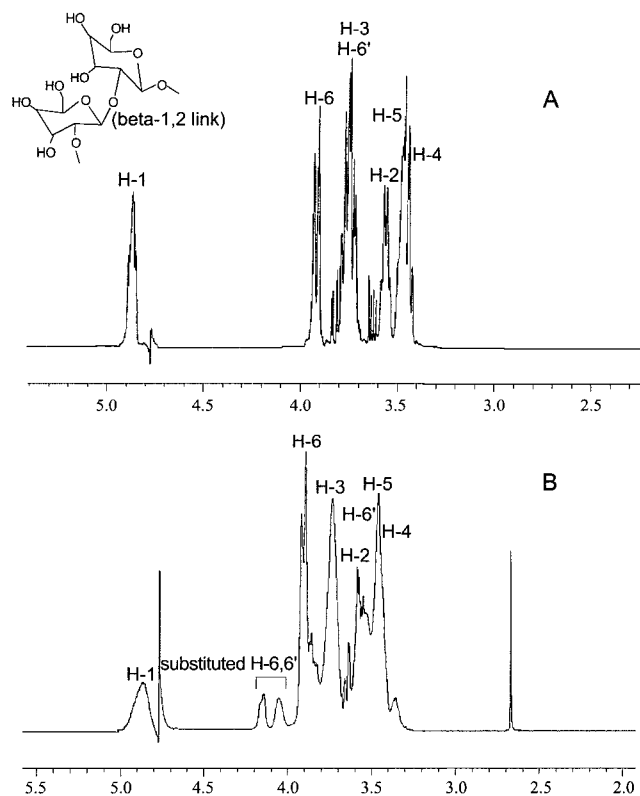 HO
OH
HO
O
HO
O
HO
OH
HO
O
O
(beta-1,2 link)
HO
O
H-1
H-6
H-3
H-6'
H-2
H-5
H-4
A
5.0 4.5 4.0 3.5 3.0 2.5
H-1
substituted H-6,6'
H-6
H-3
H-6'
H-2
H-5
H-4
B
5.5 5.0 4.5 4.0 3.5 3.0 2.5 2.0